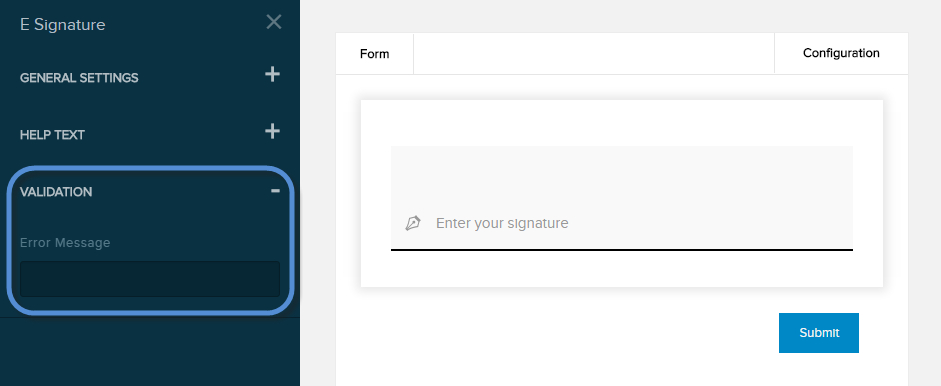 E Signature
GENERAL SETTINGS
HELP TEXT
VALIDATION
Error Message
Form
Configuration
Enter your signature
Submit